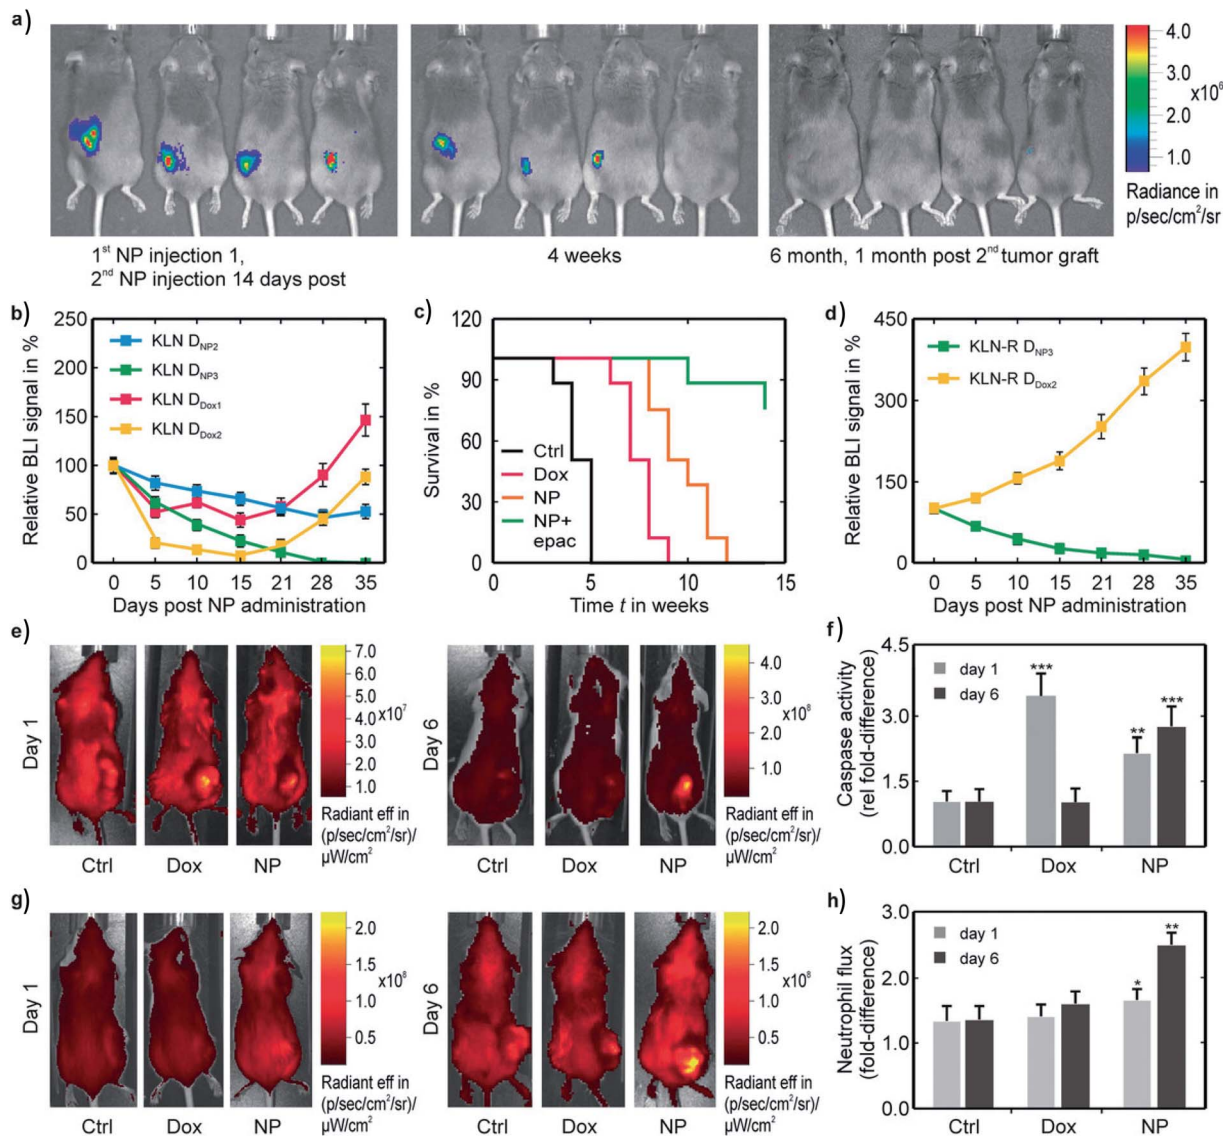 a)
4.0
3.0
2.0
1.0
x10⁶
Radiance in
p/sec/cm²/sr
1ˢᵗ NP injection 1,
2ⁿᵈ NP injection 14 days post
4 weeks
6 month, 1 month post 2ⁿᵈ tumor graft
b)
Relative BLI signal in %
250
200
150
100
50
0
KLN D_NP2
KLN D_NP3
KLN D_Dox1
KLN D_Dox2
0 5 10 15 21 28 35
Days post NP administration
c)
Survival in %
120
90
60
30
0
Ctrl
Dox
NP
NP+
epac
0 5 10 15
Time t in weeks
d)
Relative BLI signal in %
450
300
150
0
KLN-R D_NP3
KLN-R D_Dox2
0 5 10 15 21 28 35
Days post NP administration
e)
Day 1
Ctrl Dox NP
7.0
6.0
5.0
4.0
3.0
2.0
1.0
x10⁷
Radiant eff in
(p/sec/cm²/sr)/
µW/cm²
Day 6
Ctrl Dox NP
4.0
3.0
2.0
1.0
x10⁸
Radiant eff in
(p/sec/cm²/sr)/
µW/cm²
f)
Caspase activity
(rel fold-difference)
4.5
3.0
1.5
0.0
day 1
day 6
***
**
***
Ctrl Dox NP
g)
Day 1
Ctrl Dox NP
2.0
1.5
1.0
0.5
x10⁸
Radiant eff in
(p/sec/cm²/sr)/
µW/cm²
Day 6
Ctrl Dox NP
2.0
1.5
1.0
0.5
x10⁸
Radiant eff in
(p/sec/cm²/sr)/
µW/cm²
h)
Neutrophil flux
(fold-difference)
3.0
2.0
1.0
0.0
day 1
day 6
*
**
Ctrl Dox NP